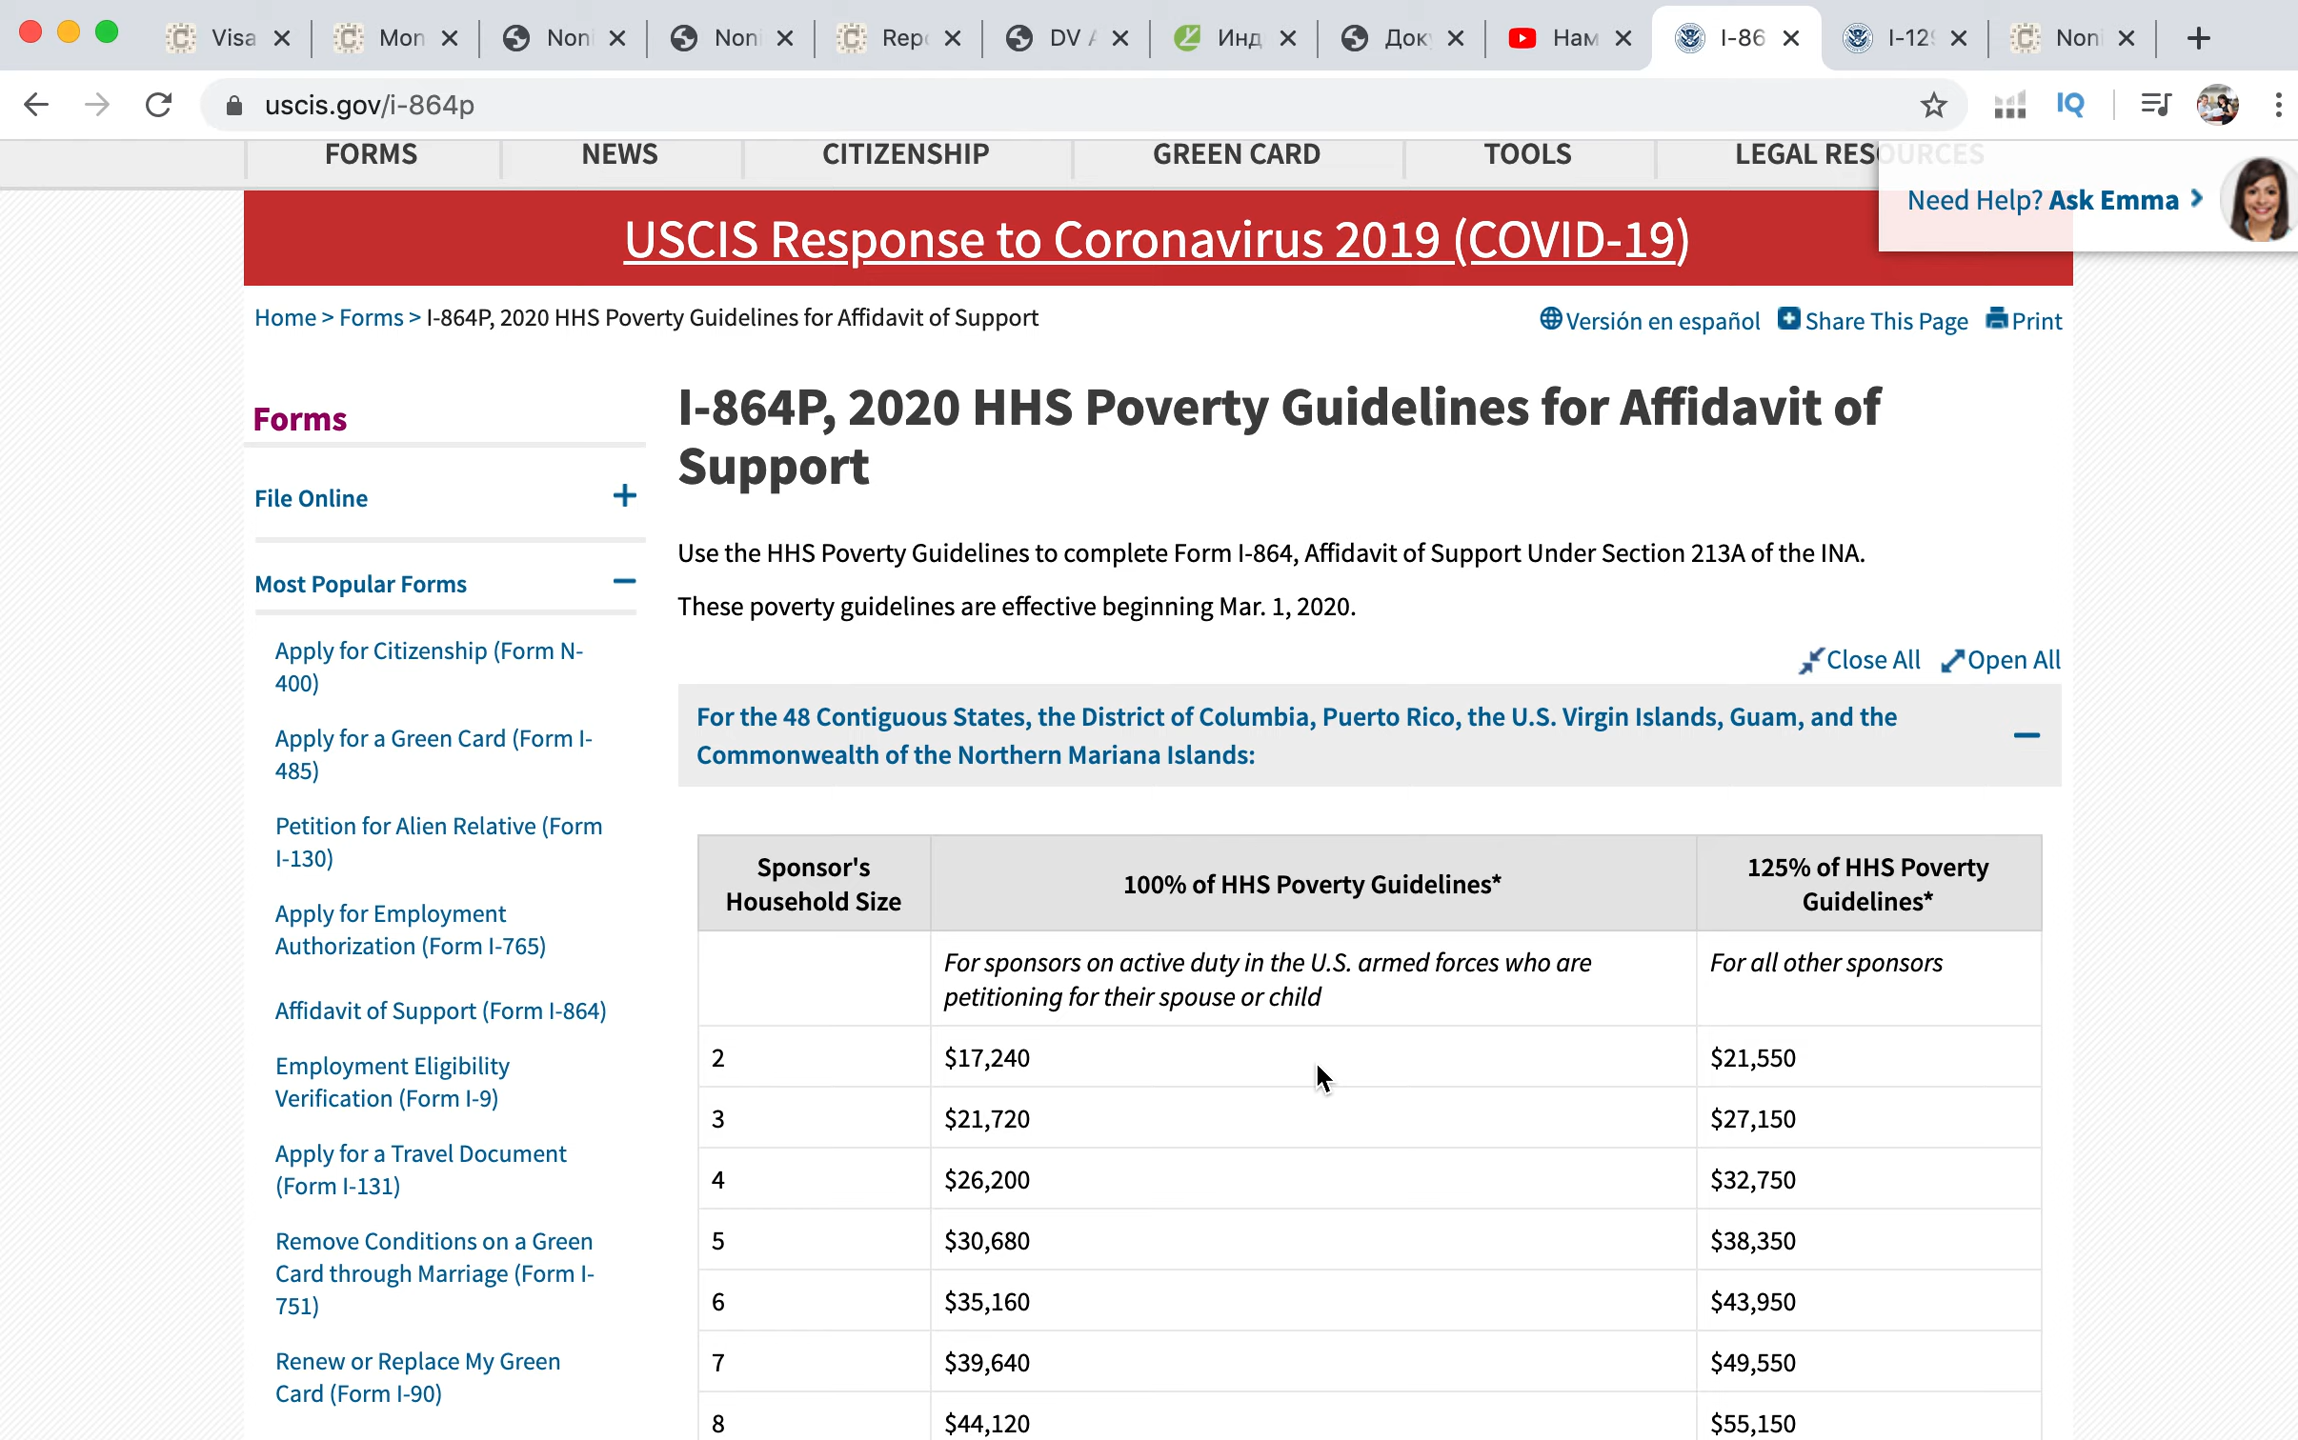 Visa
Mon
Noni
Noni
Repo
DV A
Инд
Док
Нам
I-86
I-129
Noni
uscis.gov/i-864p
IQ
FORMS
NEWS
CITIZENSHIP
GREEN CARD
TOOLS
LEGAL RESOURCES
Need Help? Ask Emma
USCIS Response to Coronavirus 2019 (COVID-19)
Home > Forms > I-864P, 2020 HHS Poverty Guidelines for Affidavit of Support
Versión en español
Share This Page
Print
Forms
File Online
Most Popular Forms
Apply for Citizenship (Form N-
400)
Apply for a Green Card (Form I-
485)
Petition for Alien Relative (Form
I-130)
Apply for Employment
Authorization (Form I-765)
Affidavit of Support (Form I-864)
Employment Eligibility
Verification (Form I-9)
Apply for a Travel Document
(Form I-131)
Remove Conditions on a Green
Card through Marriage (Form I-
751)
Renew or Replace My Green
Card (Form I-90)
I-864P, 2020 HHS Poverty Guidelines for Affidavit of
Support
Use the HHS Poverty Guidelines to complete Form I-864, Affidavit of Support Under Section 213A of the INA.
These poverty guidelines are effective beginning Mar. 1, 2020.
Close All
Open All
For the 48 Contiguous States, the District of Columbia, Puerto Rico, the U.S. Virgin Islands, Guam, and the
Commonwealth of the Northern Mariana Islands:
Sponsor's
Household Size
100% of HHS Poverty Guidelines*
125% of HHS Poverty
Guidelines*
For sponsors on active duty in the U.S. armed forces who are
petitioning for their spouse or child
For all other sponsors
2 $17,240 $21,550
3 $21,720 $27,150
4 $26,200 $32,750
5 $30,680 $38,350
6 $35,160 $43,950
7 $39,640 $49,550
8 $44,120 $55,150